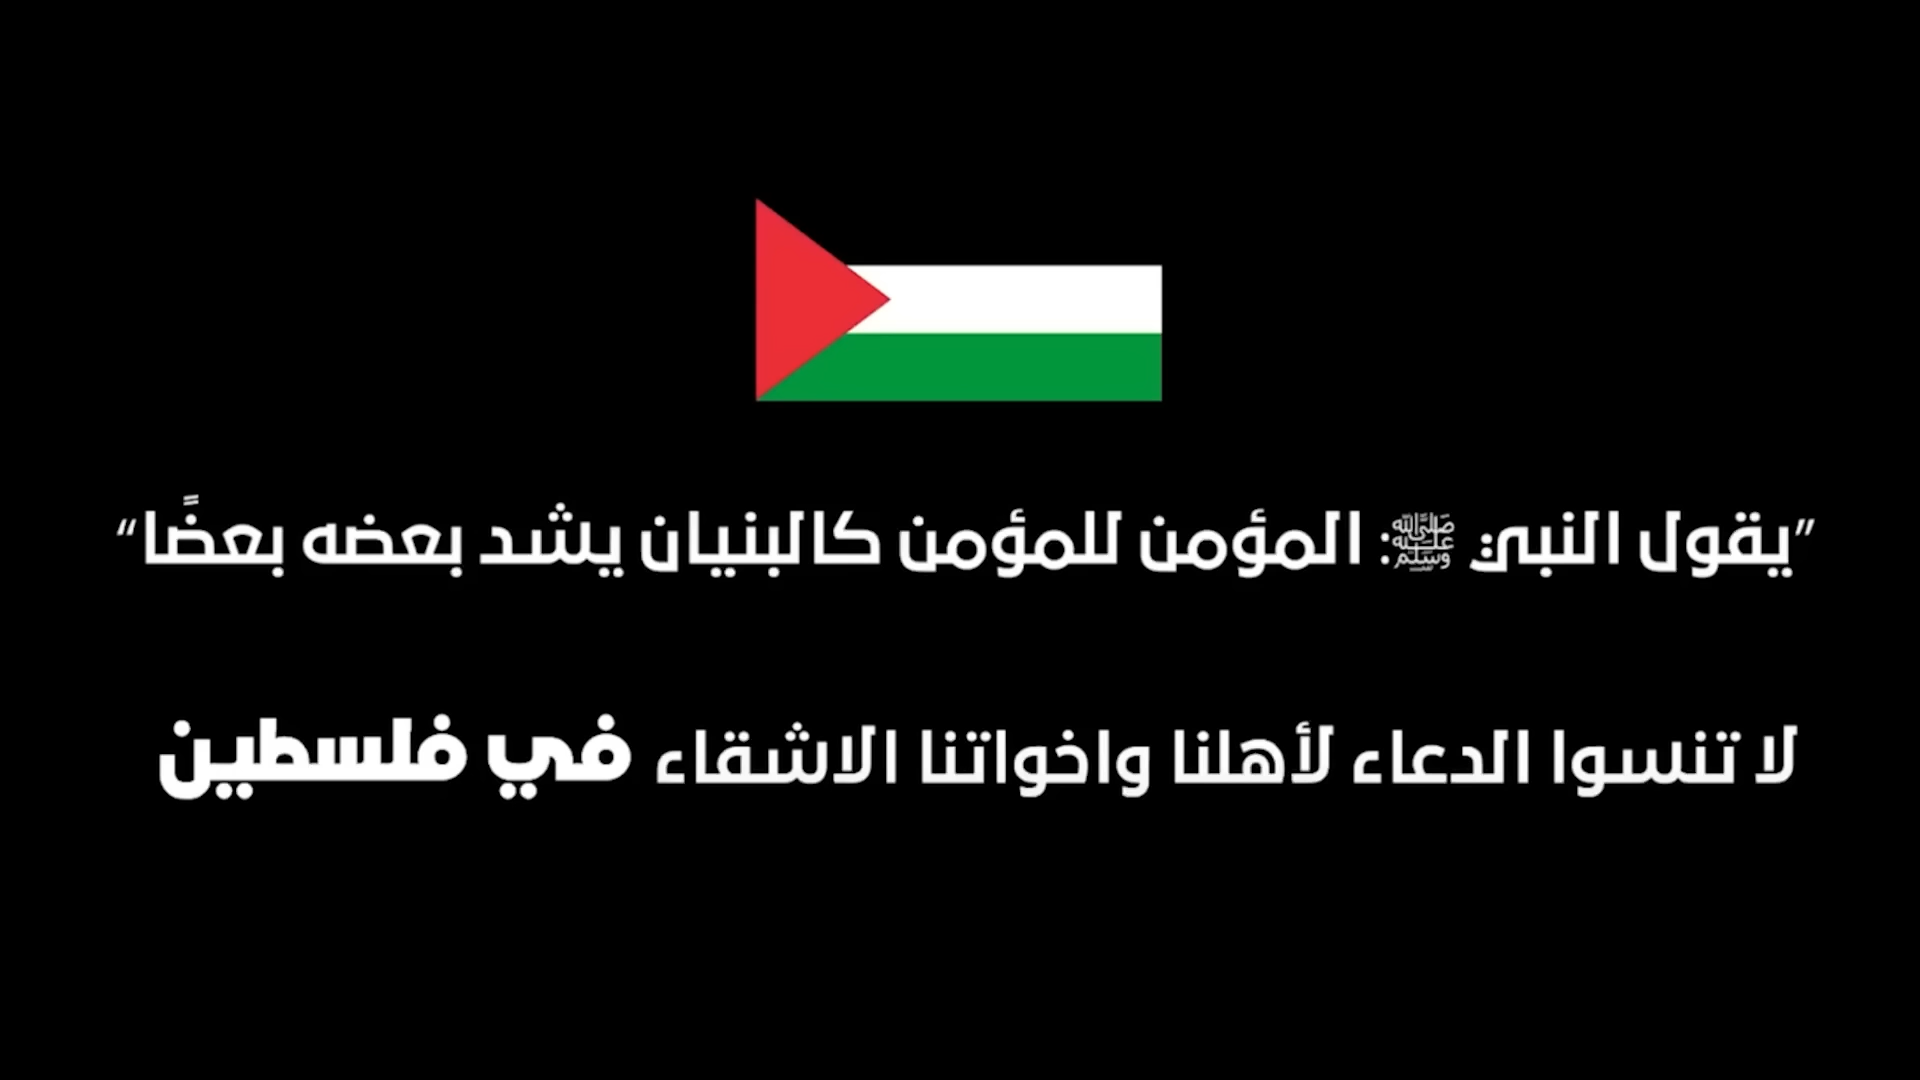 ”يقول النبي ﷺ: المؤمن للمؤمن كالبنيان يشد بعضه بعضًا“
لا تنسوا الدعاء لأهلنا واخواتنا الاشقاء في فلسطين